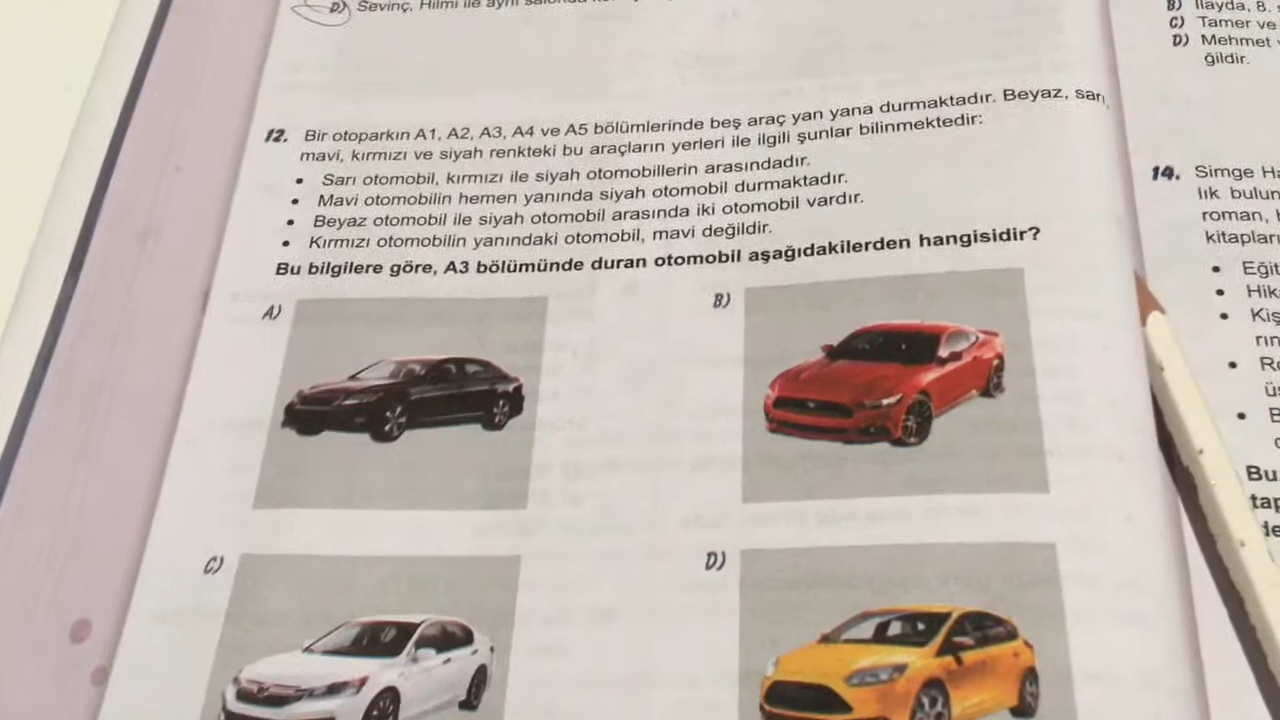 D) Sevinç, Hilmi ile aynı
12. Bir otoparkın A1, A2, A3, A4 ve A5 bölümlerinde beş araç yan yana durmaktadır. Beyaz, sarı,
mavi, kırmızı ve siyah renkteki bu araçların yerleri ile ilgili şunlar bilinmektedir:
• Sarı otomobil, kırmızı ile siyah otomobillerin arasındadır.
• Mavi otomobilin hemen yanında siyah otomobil durmaktadır.
• Beyaz otomobil ile siyah otomobil arasında iki otomobil vardır.
• Kırmızı otomobilin yanındaki otomobil, mavi değildir.
Bu bilgilere göre, A3 bölümünde duran otomobil aşağıdakilerden hangisidir?
A)
B)
C)
D)
B) İlayda, 8.
C) Tamer ve
D) Mehmet
ğildir.
14. Simge
lık
roman,
• Eğit
• Hik
• Kis
rın
Bu
tap